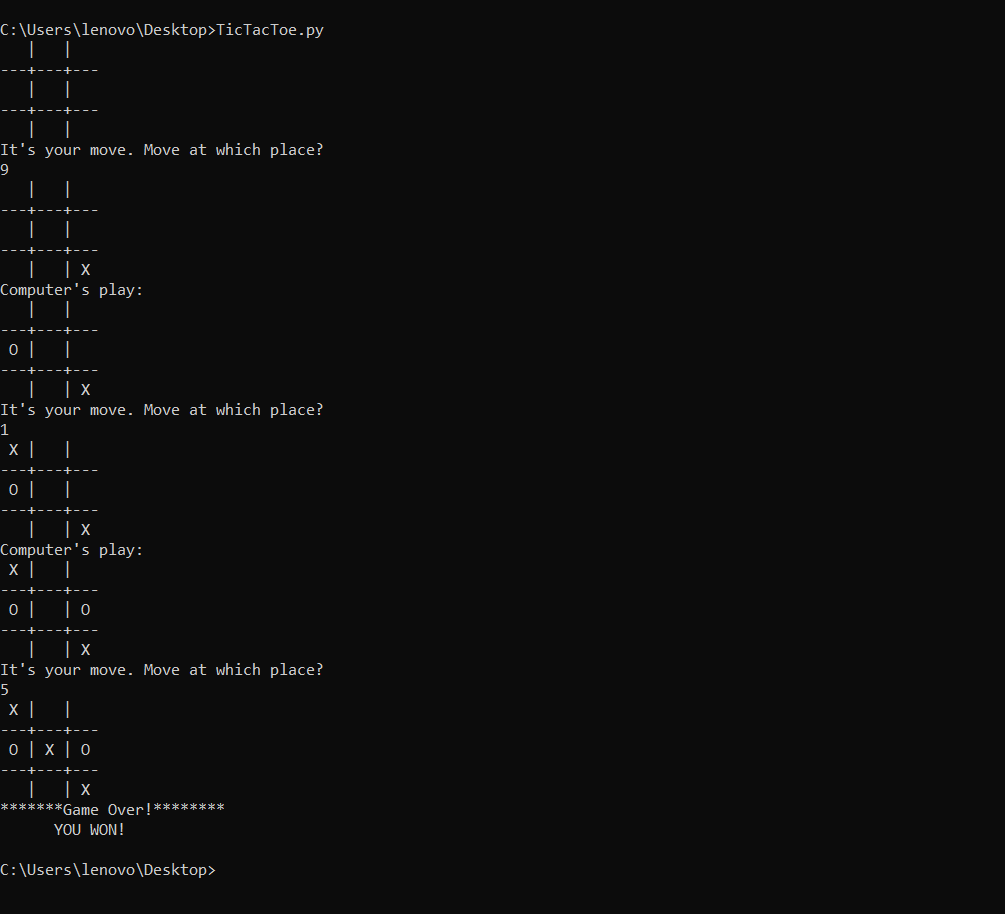 C:\Users\lenovo\Desktop>TicTacToe.py
   |   |
---+---+---
   |   |
---+---+---
   |   |
It's your move. Move at which place?
9
   |   |
---+---+---
   |   |
---+---+---
   |   | X
Computer's play:
   |   |
---+---+---
 O |   |
---+---+---
   |   | X
It's your move. Move at which place?
1
 X |   |
---+---+---
 O |   |
---+---+---
   |   | X
Computer's play:
 X |   |
---+---+---
 O |   | O
---+---+---
   |   | X
It's your move. Move at which place?
5
 X |   |
---+---+---
 O | X | O
---+---+---
   |   | X
*******Game Over!********
      YOU WON!
C:\Users\lenovo\Desktop>